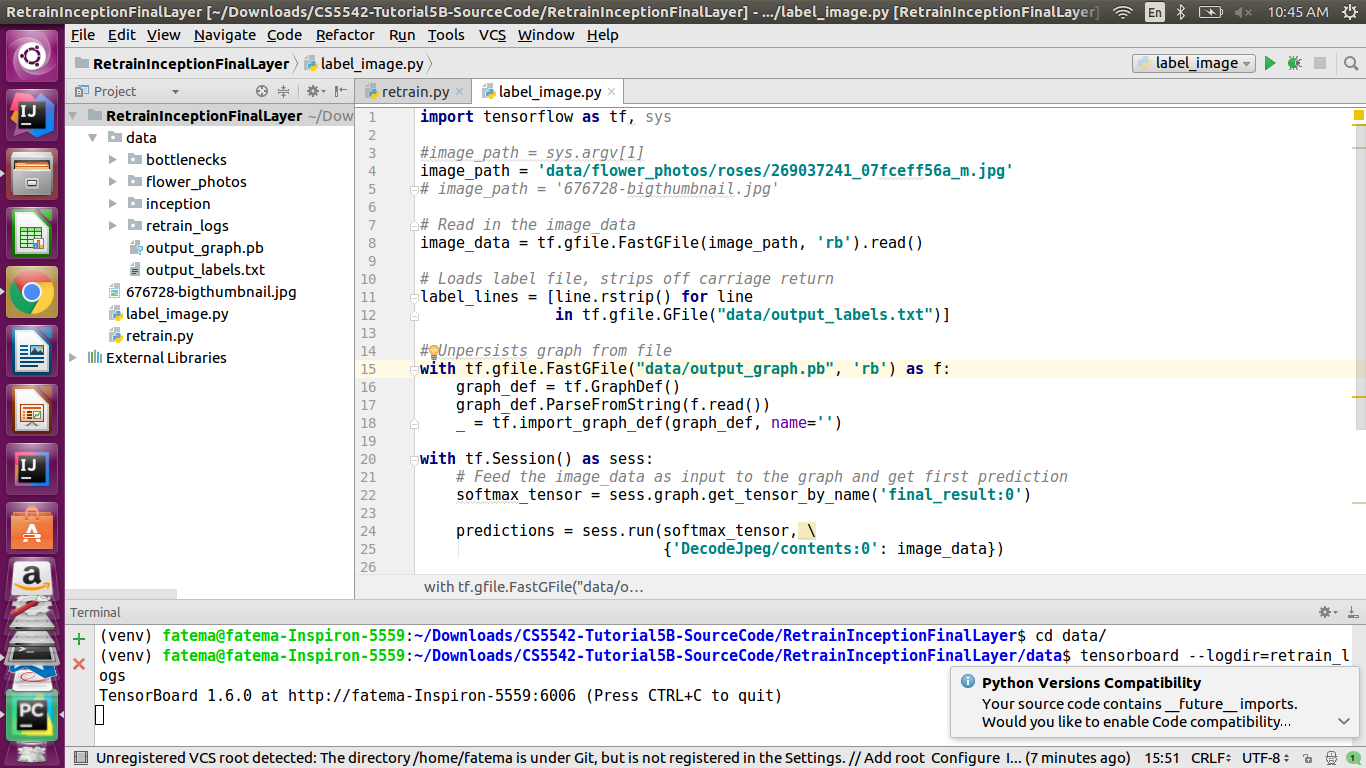 RetrainInceptionFinalLayer [~/Downloads/CS5542-Tutorial5B-SourceCode/RetrainInceptionFinalLayer] - .../label_image.py [RetrainInceptionFinalLayer] En 10:45 AM
File Edit View Navigate Code Refactor Run Tools VCS Window Help
RetrainInceptionFinalLayer label_image.py label_image
Project retrain.py label_image.py
RetrainInceptionFinalLayer ~/Dow
data
bottlenecks
flower_photos
inception
retrain_logs
output_graph.pb
output_labels.txt
676728-bigthumbnail.jpg
label_image.py
retrain.py
External Libraries
1 import tensorflow as tf, sys
2
3 #image_path = sys.argv[1]
4 image_path = 'data/flower_photos/roses/269037241_07fceff56a_m.jpg'
5 # image_path = '676728-bigthumbnail.jpg'
6
7 # Read in the image_data
8 image_data = tf.gfile.FastGFile(image_path, 'rb').read()
9
10 # Loads label file, strips off carriage return
11 label_lines = [line.rstrip() for line
12 in tf.gfile.GFile("data/output_labels.txt")]
13
14 # Unpersists graph from file
15 with tf.gfile.FastGFile("data/output_graph.pb", 'rb') as f:
16 graph_def = tf.GraphDef()
17 graph_def.ParseFromString(f.read())
18 _ = tf.import_graph_def(graph_def, name='')
19
20 with tf.Session() as sess:
21 # Feed the image_data as input to the graph and get first prediction
22 softmax_tensor = sess.graph.get_tensor_by_name('final_result:0')
23
24 predictions = sess.run(softmax_tensor, \
25 {'DecodeJpeg/contents:0': image_data})
26
with tf.gfile.FastGFile("data/o...
Terminal
(venv) fatema@fatema-Inspiron-5559:~/Downloads/CS5542-Tutorial5B-SourceCode/RetrainInceptionFinalLayer$ cd data/
(venv) fatema@fatema-Inspiron-5559:~/Downloads/CS5542-Tutorial5B-SourceCode/RetrainInceptionFinalLayer/data$ tensorboard --logdir=retrain_l
ogs
TensorBoard 1.6.0 at http://fatema-Inspiron-5559:6006 (Press CTRL+C to quit)
Python Versions Compatibility
Your source code contains __future__ imports.
Would you like to enable Code compatibility...
Unregistered VCS root detected: The directory /home/fatema is under Git, but is not registered in the Settings. // Add root Configure I... (7 minutes ago) 15:51 CRLF UTF-8 1